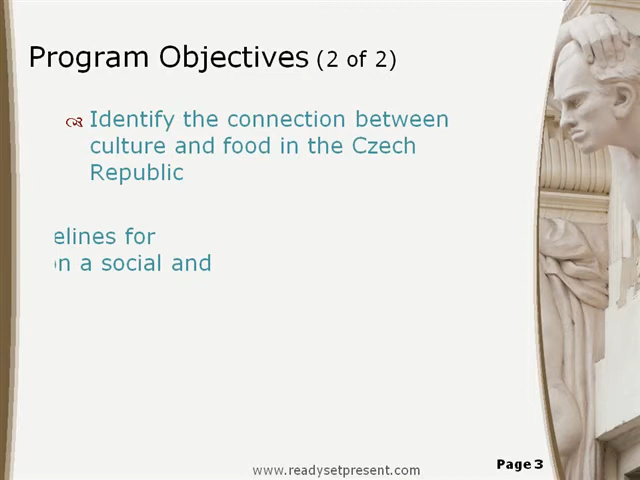 Program Objectives (2 of 2)
Identify the connection between
culture and food in the Czech
Republic
elines for
on a social and
www.readysetpresent.com
Page 3